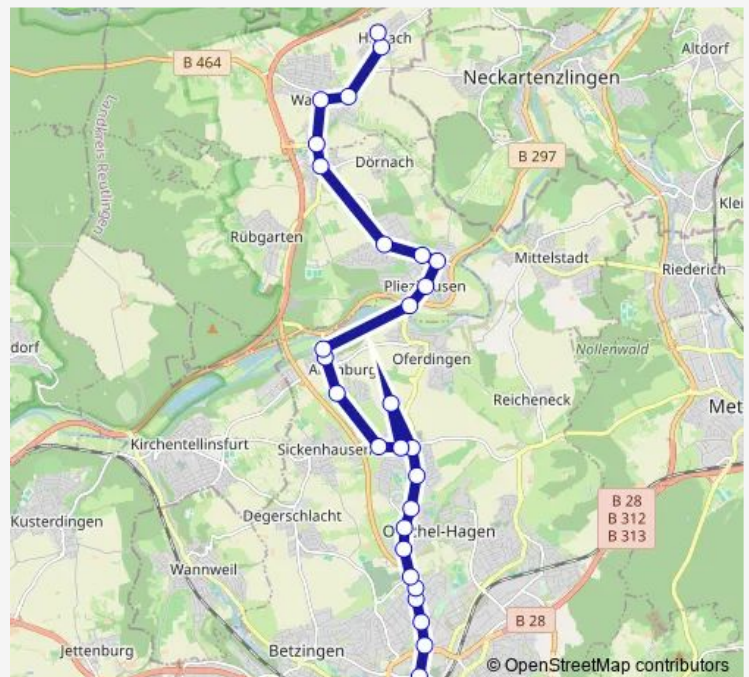 Altdorf
B 464
Neckartenzlingen
Landkreis Reutlingen
B 297
Dörnach
Klei
Rübgarten
Mittelstadt
Riederich
dorf
Oferdingen
Nollenwald
Reicheneck
Met
Kirchentellinsfurt
Sickenhausen
B 28
B 312
B 313
Kusterdingen
Degerschlacht
Wannweil
B 28
Jettenburg
Betzingen
© OpenStreetMap contributors